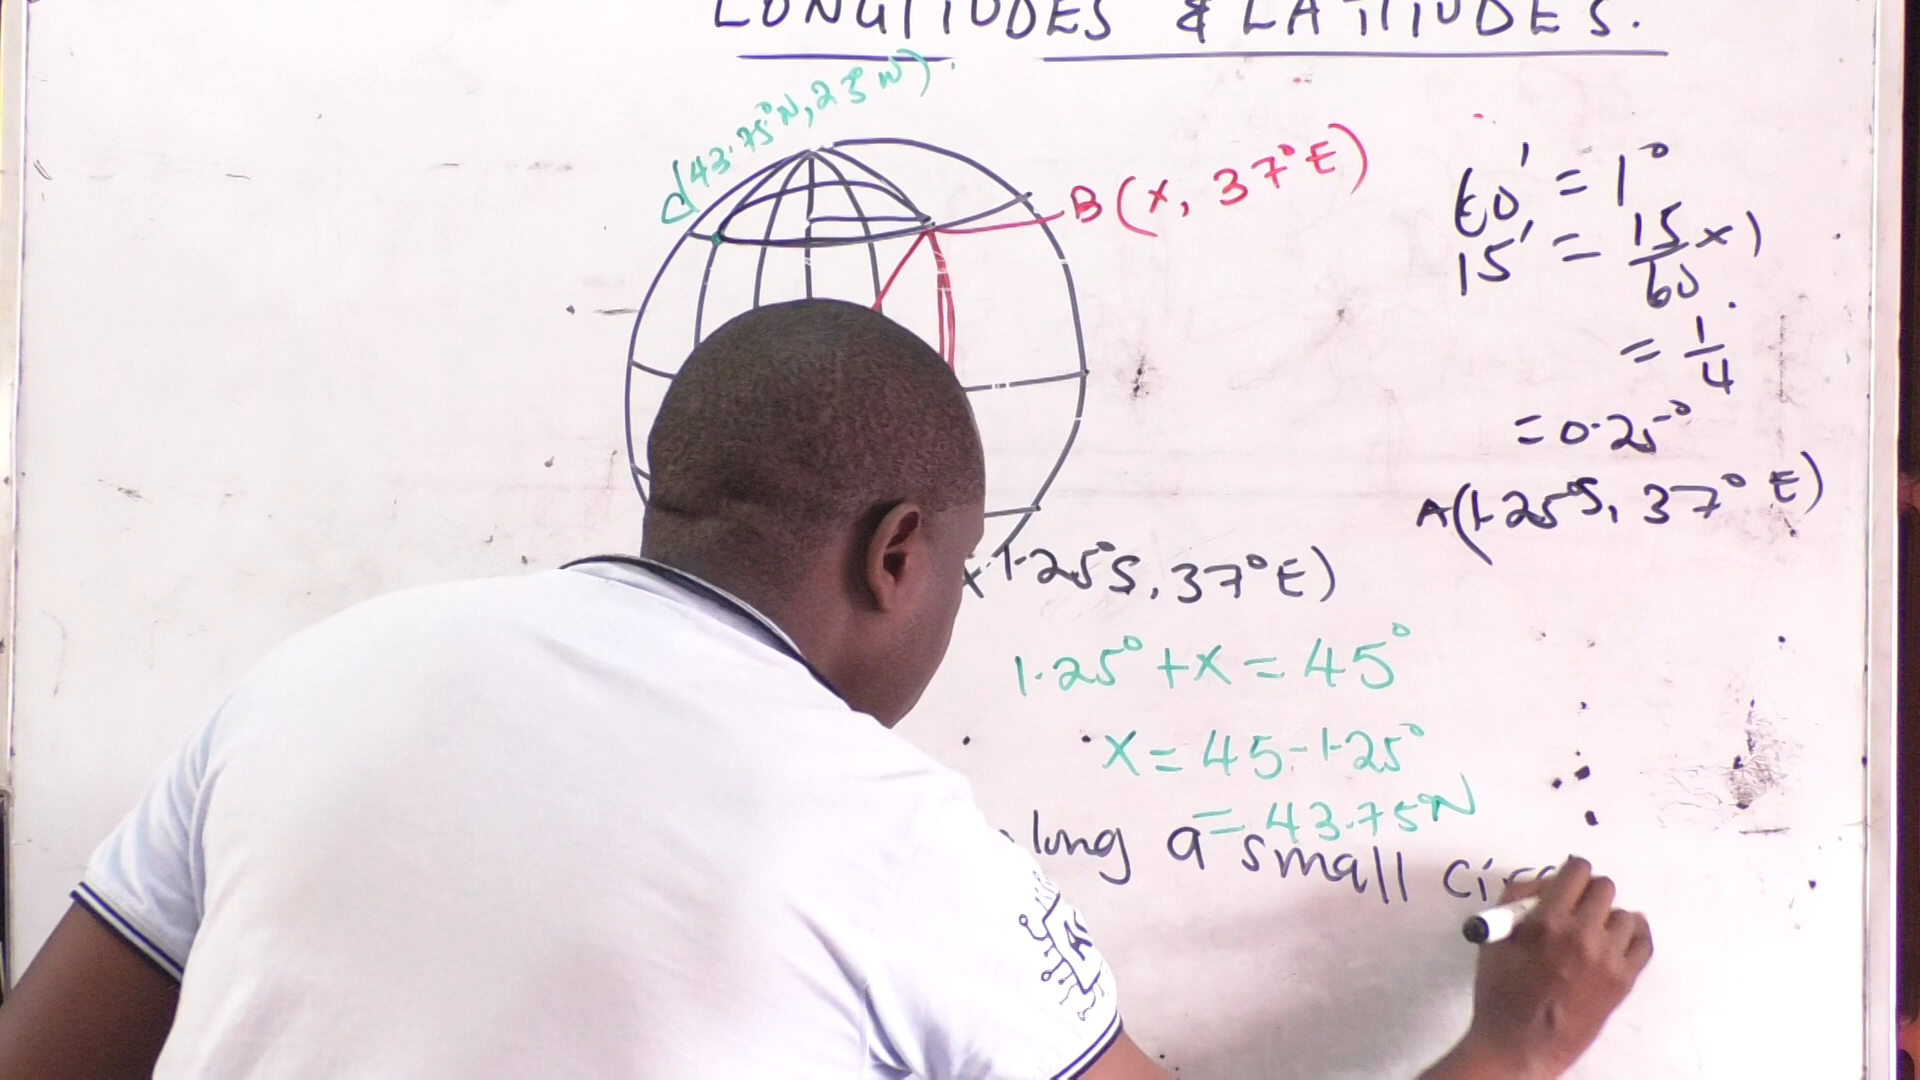 LONGITUDES & LATITUDES.
d(43.75°N, 23°W).
B(x, 37°E)
60' = 1°
15' = 15/60 x 1
= 1/4
= 0.25°
A(1.25°S, 37°E)
1.25°S, 37°E)
1.25° + x = 45°
x = 45 - 1.25°
= 43.75°N
long a small